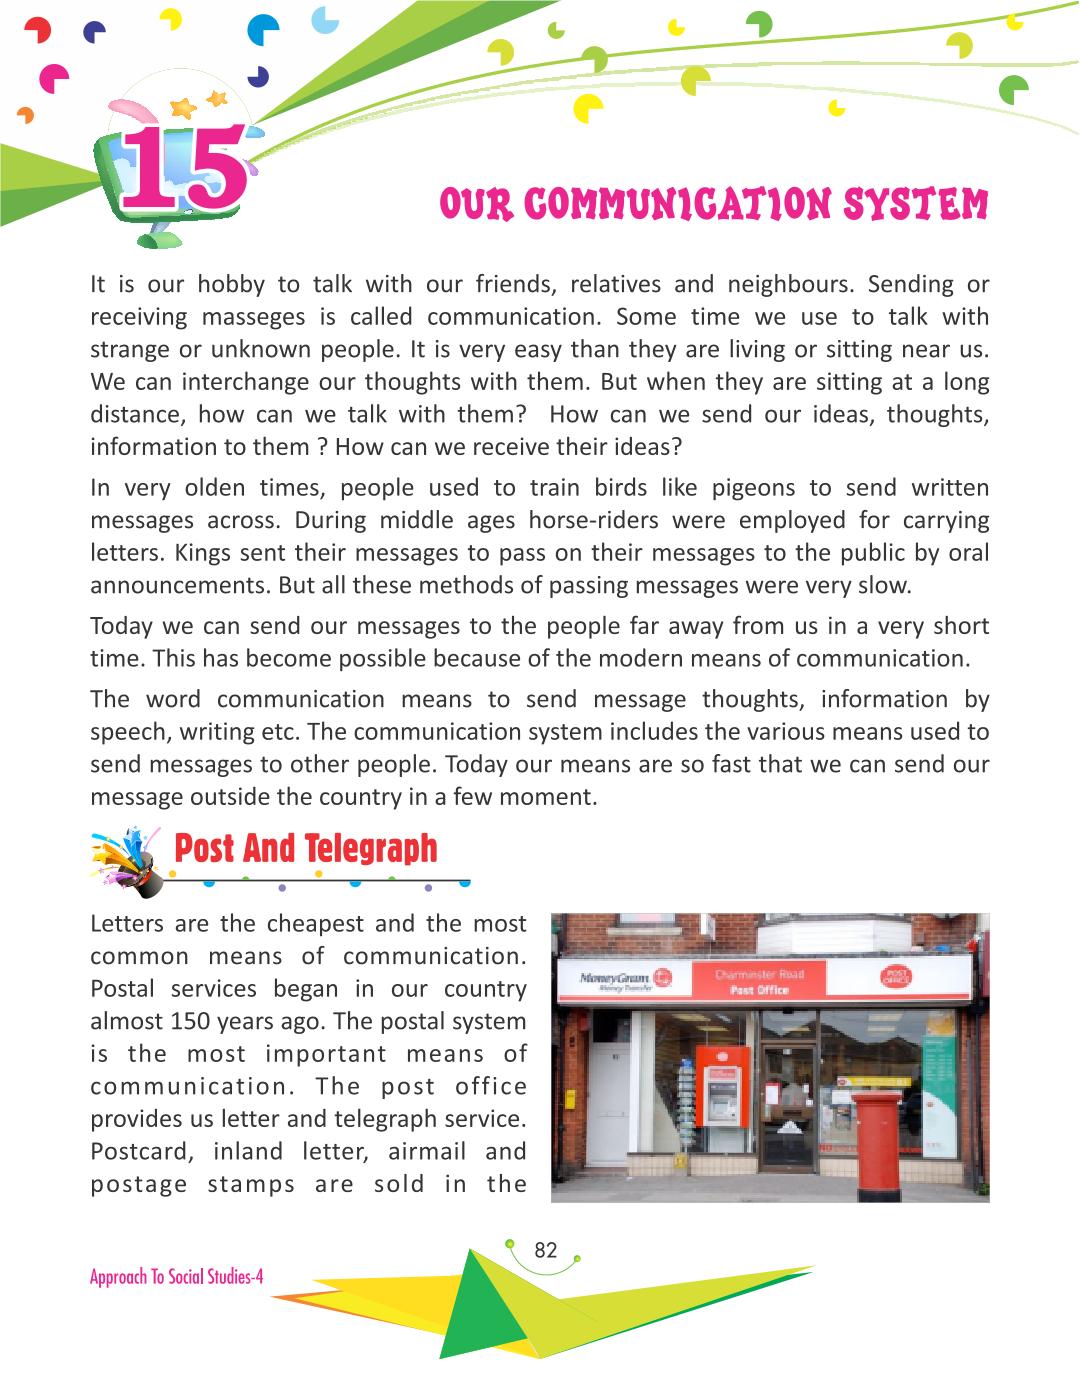 15
OUR COMMUNICATION SYSTEM
It is our hobby to talk with our friends, relatives and neighbours. Sending or
receiving masseges is called communication. Some time we use to talk with
strange or unknown people. It is very easy than they are living or sitting near us.
We can interchange our thoughts with them. But when they are sitting at a long
distance, how can we talk with them? How can we send our ideas, thoughts,
information to them ? How can we receive their ideas?
In very olden times, people used to train birds like pigeons to send written
messages across. During middle ages horse-riders were employed for carrying
letters. Kings sent their messages to pass on their messages to the public by oral
announcements. But all these methods of passing messages were very slow.
Today we can send our messages to the people far away from us in a very short
time. This has become possible because of the modern means of communication.
The word communication means to send message thoughts, information by
speech, writing etc. The communication system includes the various means used to
send messages to other people. Today our means are so fast that we can send our
message outside the country in a few moment.
Post And Telegraph
Letters are the cheapest and the most
common means of communication.
Postal services began in our country
almost 150 years ago. The postal system
is the most important means of
communication. The post office
provides us letter and telegraph service.
Postcard, inland letter, airmail and
postage stamps are sold in the
MoneyGram
Money Transfer
Charminster Road
Post Office
POST
OFFICE
82
Approach To Social Studies-4